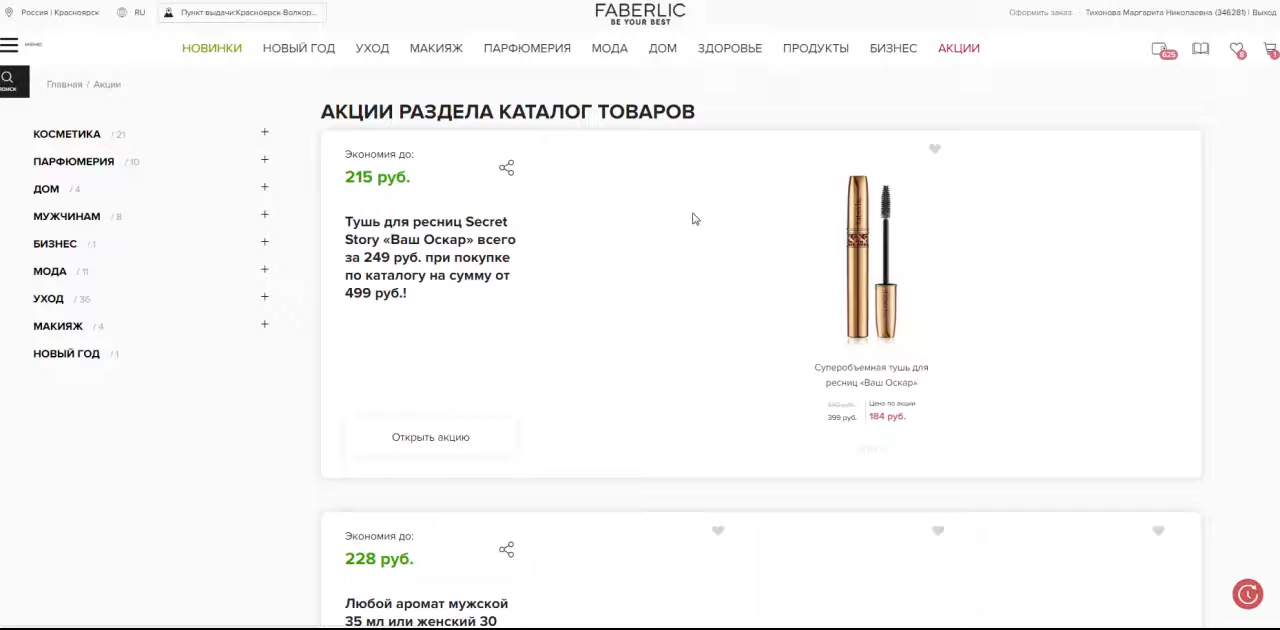 Россия | Красноярск
RU
Пункт выдачи:Красноярск·Волкор...
FABERLIC
BE YOUR BEST
Оформить заказ
Тихонова Маргарита Николаевна (346281) | Выход
МЕНЮ
НОВИНКИ
НОВЫЙ ГОД
УХОД
МАКИЯЖ
ПАРФЮМЕРИЯ
МОДА
ДОМ
ЗДОРОВЬЕ
ПРОДУКТЫ
БИЗНЕС
АКЦИИ
625
8
1
ПОИСК
Главная / Акции
КОСМЕТИКА / 21 +
ПАРФЮМЕРИЯ / 10 +
ДОМ / 4 +
МУЖЧИНАМ / 8 +
БИЗНЕС / 1 +
МОДА / 11 +
УХОД / 36 +
МАКИЯЖ / 4 +
НОВЫЙ ГОД / 1
АКЦИИ РАЗДЕЛА КАТАЛОГ ТОВАРОВ
Экономия до:
215 руб.
Тушь для ресниц Secret
Story «Ваш Оскар» всего
за 249 руб. при покупке
по каталогу на сумму от
499 руб.!
Открыть акцию
Суперобъемная тушь для
ресниц «Ваш Оскар»
399 руб.
Цена по акции
184 руб.
Экономия до:
228 руб.
Любой аромат мужской
35 мл или женский 30